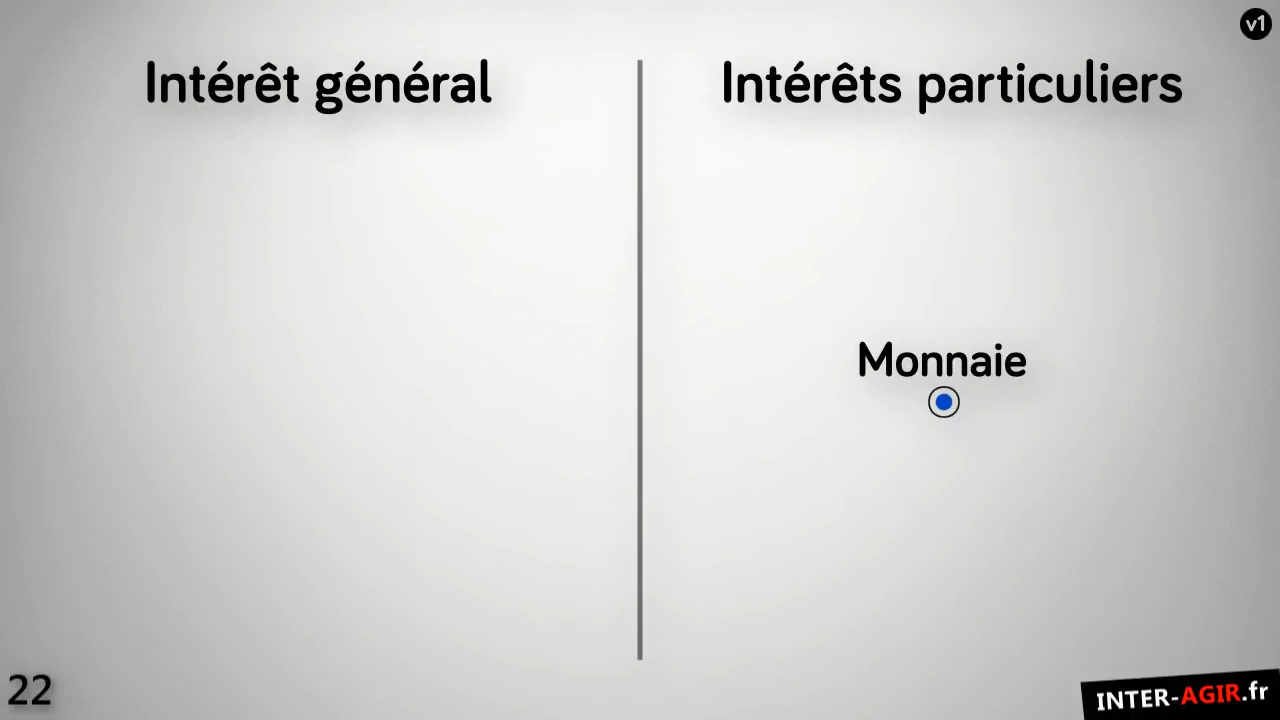 v1
Intérêt général
Intérêts particuliers
Monnaie
22
INTER-AGIR.fr